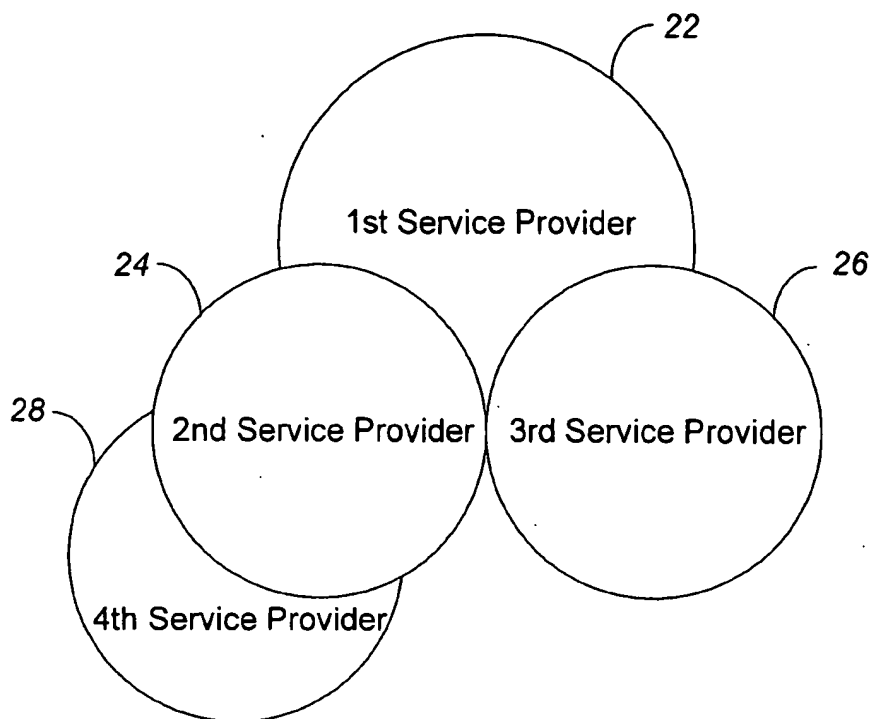 22
1st Service Provider
24
26
2nd Service Provider
3rd Service Provider
28
4th Service Provider